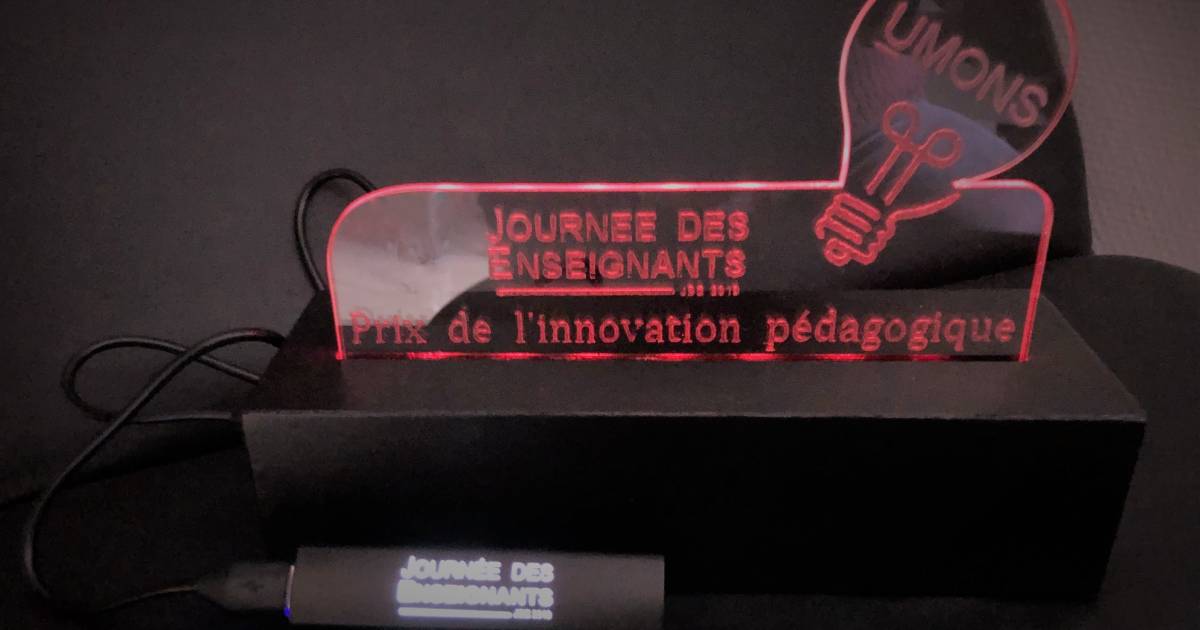 UMONS
JOURNEE DES
ENSEIGNANTS
Prix de l'innovation pédagogique
JOURNÉE DES
ENSEIGNANTS